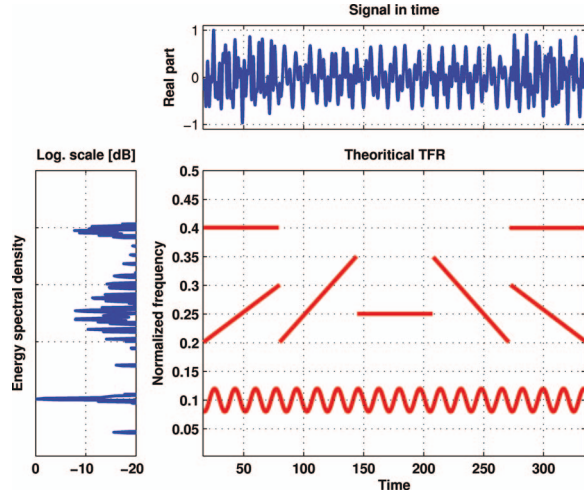 Signal in time
Real part
1
0
−1
Log. scale [dB]
Energy spectral density
0 −10 −20
Theoritical TFR
Normalized frequency
0.5
0.45
0.4
0.35
0.3
0.25
0.2
0.15
0.1
0.05
50 100 150 200 250 300
Time